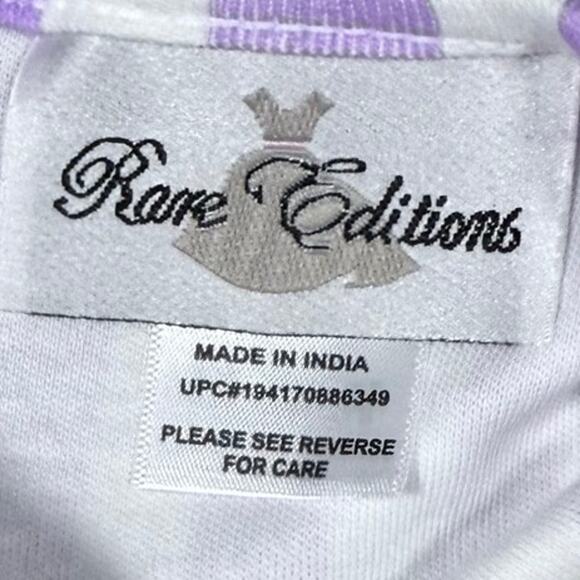 Rare Editions
MADE IN INDIA
UPC#194170886349
PLEASE SEE REVERSE
FOR CARE